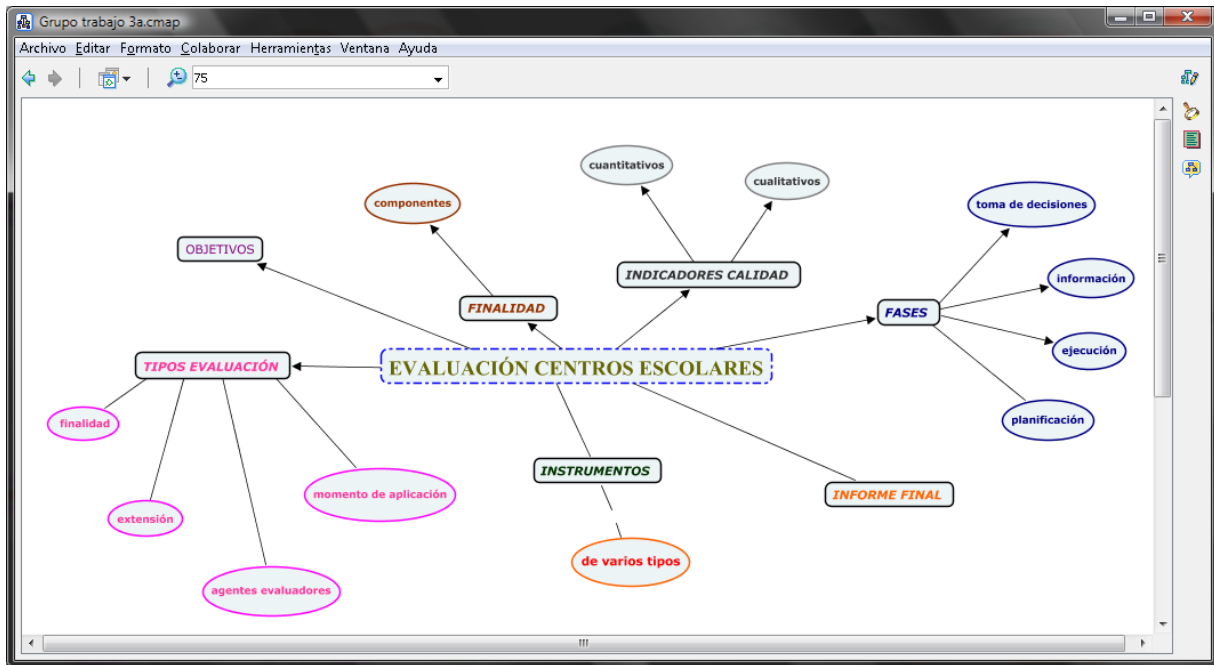 Grupo trabajo 3a.cmap
Archivo Editar Formato Colaborar Herramientas Ventana Ayuda
75
cuantitativos
cualitativos
componentes
toma de decisiones
OBJETIVOS
INDICADORES CALIDAD
información
FINALIDAD
FASES
ejecución
TIPOS EVALUACIÓN
EVALUACIÓN CENTROS ESCOLARES
finalidad
planificación
INSTRUMENTOS
momento de aplicación
INFORME FINAL
extensión
de varios tipos
agentes evaluadores